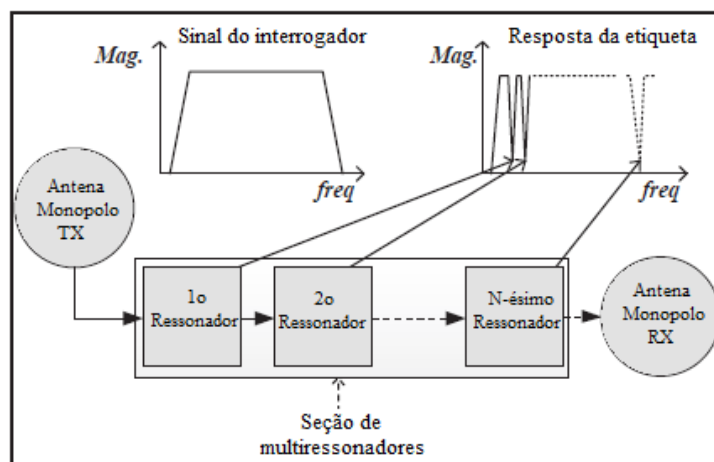 Sinal do interrogador
Mag.
freq
Resposta da etiqueta
Mag.
freq
Antena
Monopolo
TX
1o
Ressonador
2o
Ressonador
N-ésimo
Ressonador
Antena
Monopolo
RX
Seção de
multiressonadores